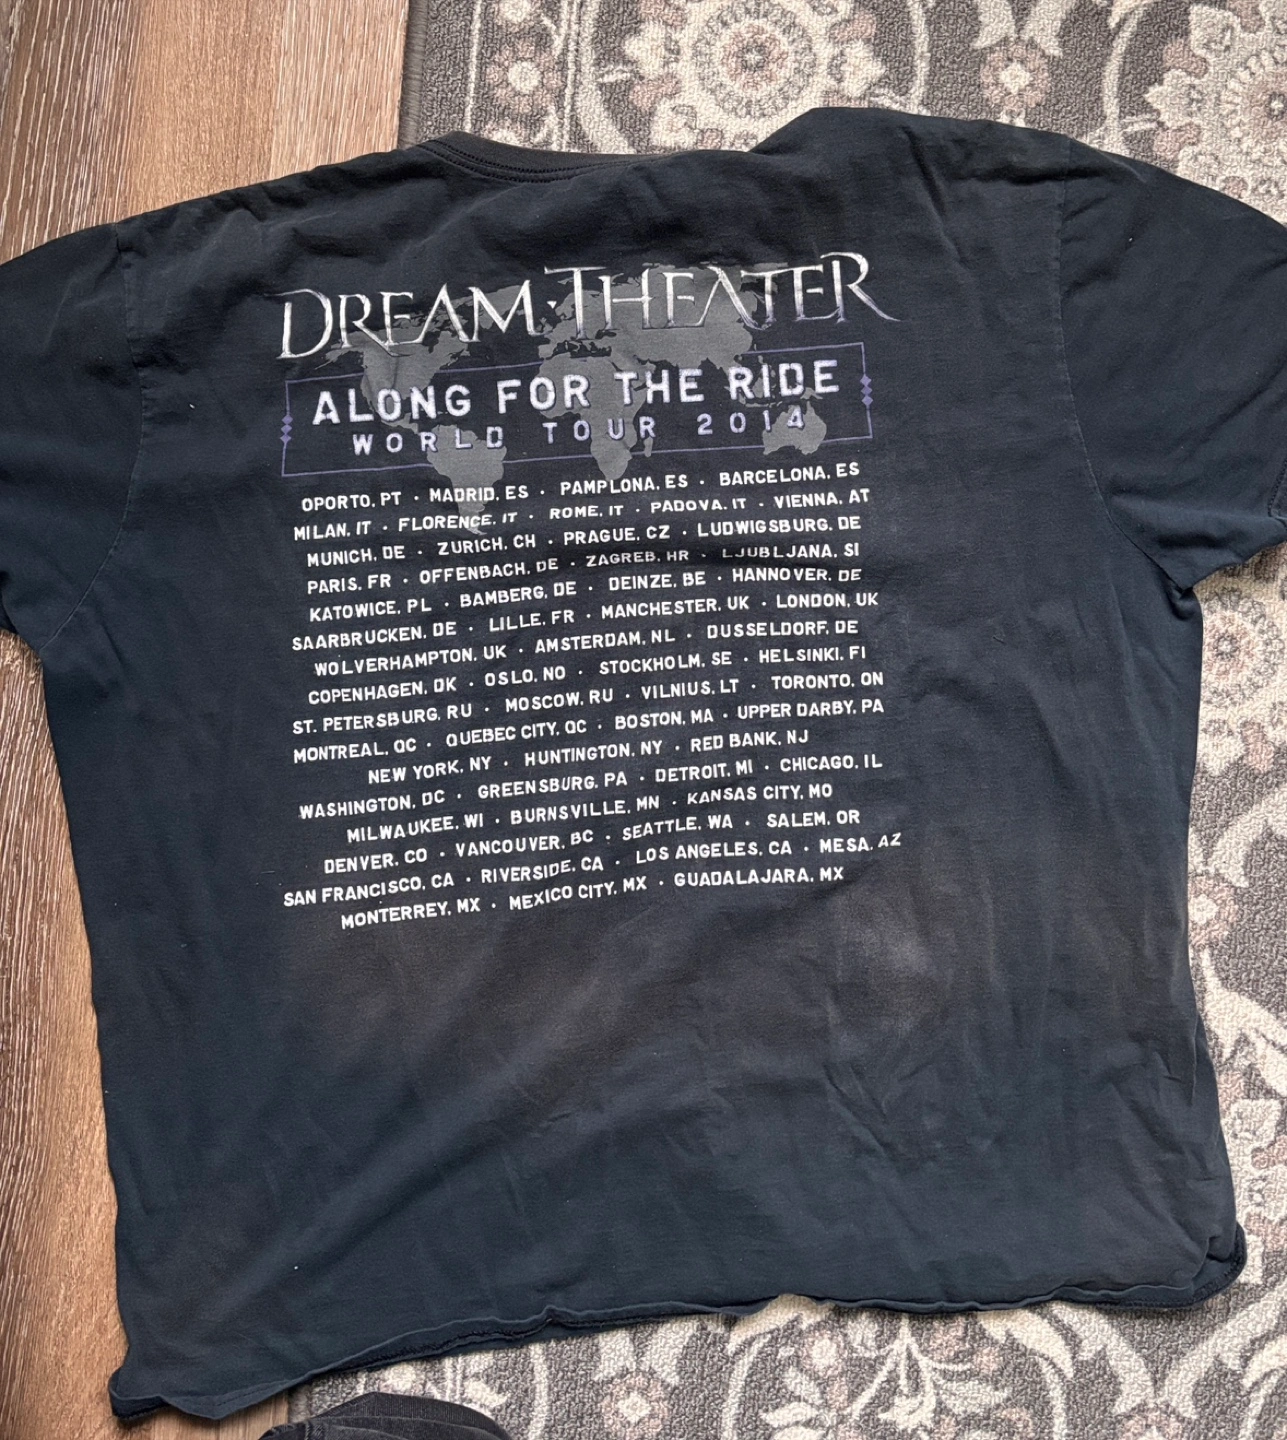 DREAM·THEATER
ALONG FOR THE RIDE
WORLD TOUR 2014
OPORTO, PT · MADRID, ES · PAMPLONA, ES · BARCELONA, ES
MILAN, IT · FLORENCE, IT · ROME, IT · PADOVA, IT · VIENNA, AT
MUNICH, DE · ZURICH, CH · PRAGUE, CZ · LUDWIGSBURG, DE
PARIS, FR · OFFENBACH, DE · ZAGREB, HR · LJUBLJANA, SI
KATOWICE, PL · BAMBERG, DE · DEINZE, BE · HANNOVER, DE
SAARBRUCKEN, DE · LILLE, FR · MANCHESTER, UK · LONDON, UK
WOLVERHAMPTON, UK · AMSTERDAM, NL · DUSSELDORF, DE
COPENHAGEN, DK · OSLO, NO · STOCKHOLM, SE · HELSINKI, FI
ST. PETERSBURG, RU · MOSCOW, RU · VILNIUS, LT · TORONTO, ON
MONTREAL, QC · QUEBEC CITY, QC · BOSTON, MA · UPPER DARBY, PA
NEW YORK, NY · HUNTINGTON, NY · RED BANK, NJ
WASHINGTON, DC · GREENSBURG, PA · DETROIT, MI · CHICAGO, IL
MILWAUKEE, WI · BURNSVILLE, MN · KANSAS CITY, MO
DENVER, CO · VANCOUVER, BC · SEATTLE, WA · SALEM, OR
SAN FRANCISCO, CA · RIVERSIDE, CA · LOS ANGELES, CA · MESA, AZ
MONTERREY, MX · MEXICO CITY, MX · GUADALAJARA, MX